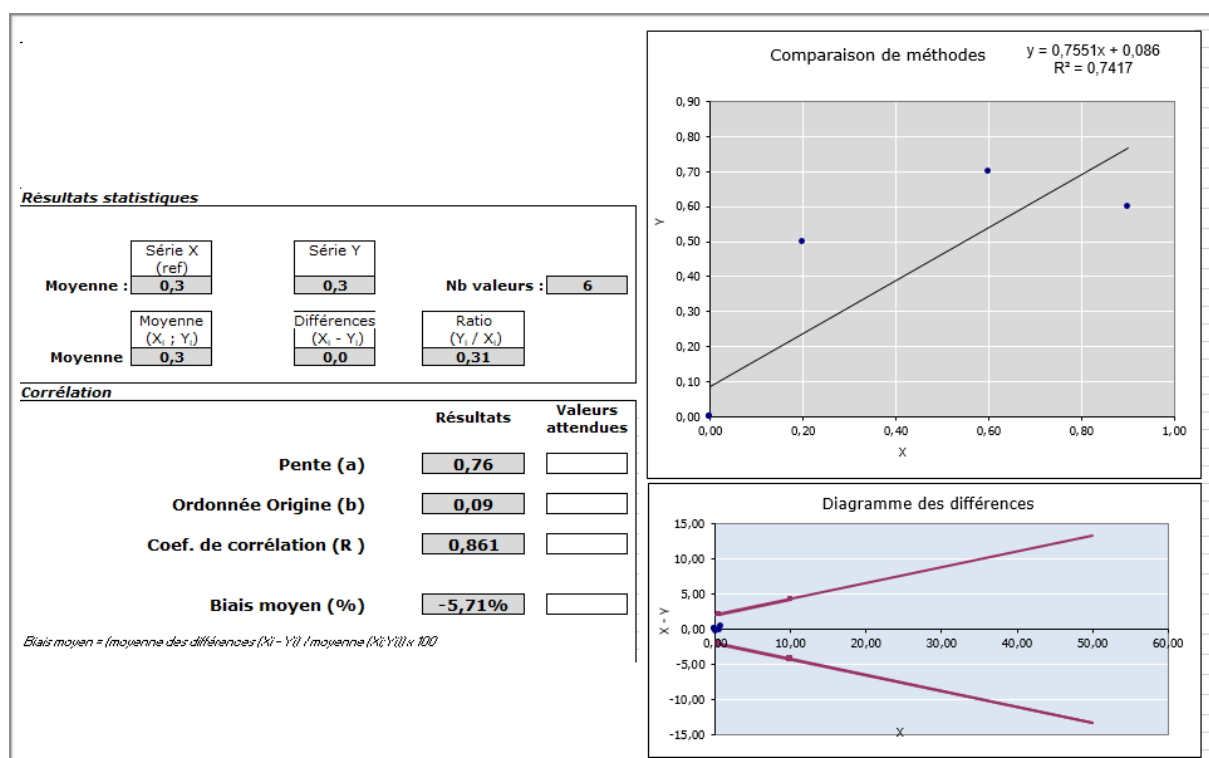 Résultats statistiques
Série X
(ref)
Série Y
Moyenne : 0,3 0,3 Nb valeurs : 6
Moyenne
(Xi ; Yi)
Différences
(Xi - Yi)
Ratio
(Yi / Xi)
Moyenne 0,3 0,0 0,31
Corrélation
Résultats Valeurs attendues
Pente (a) 0,76
Ordonnée Origine (b) 0,09
Coef. de corrélation (R ) 0,861
Biais moyen (%) -5,71%
Biais moyen = (moyenne des différences (Xi - Yi) / moyenne (Xi;Yi)) x 100
Comparaison de méthodes
y = 0,7551x + 0,086
R² = 0,7417
0,90
0,80
0,70
0,60
0,50
0,40
0,30
0,20
0,10
0,00
Y
0,00 0,20 0,40 0,60 0,80 1,00
X
Diagramme des différences
15,00
10,00
5,00
0,00
-5,00
-10,00
-15,00
X - Y
0,00 10,00 20,00 30,00 40,00 50,00 60,00
X